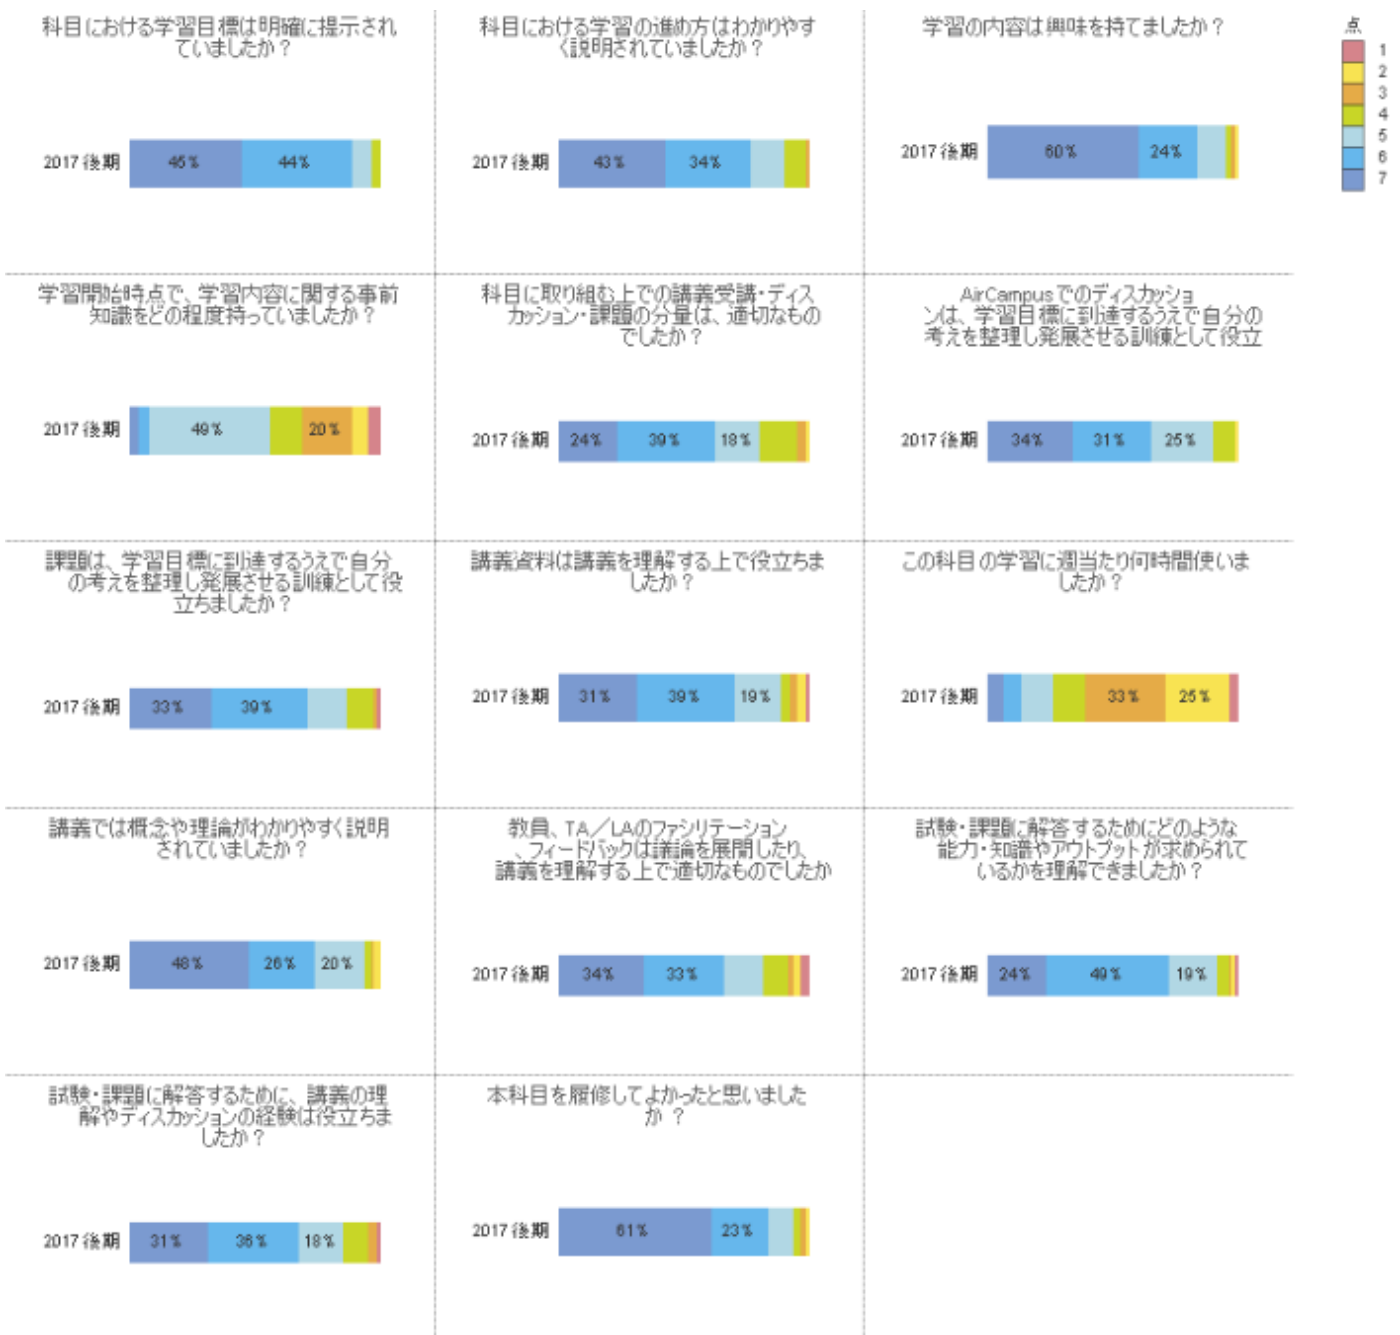 科目における学習目標は明確に提示され
ていましたか？
2017 後期
45%
44%
科目における学習の進め方はわかりやす
く説明されていましたか？
2017 後期
43%
34%
学習の内容は興味を持てましたか？
2017 後期
60%
24%
点
1
2
3
4
5
6
7
学習開始時点で、学習内容に関する事前
知識をどの程度持っていましたか？
2017 後期
49%
20%
科目に取り組む上での講義受講・ディス
カッション・課題の分量は、適切なもの
でしたか？
2017 後期
24%
39%
18%
AirCampusでのディスカッショ
ンは、学習目標に到達するうえで自分の
考えを整理し発展させる訓練として役立
2017 後期
34%
31%
25%
課題は、学習目標に到達するうえで自分
の考えを整理し発展させる訓練として役
立ちましたか？
2017 後期
33%
39%
講義資料は講義を理解する上で役立ちま
したか？
2017 後期
31%
39%
19%
この科目の学習に週当たり何時間使いま
したか？
2017 後期
33%
25%
講義では概念や理論がわかりやすく説明
されていましたか？
2017 後期
48%
26%
20%
教員、TA／LAのファシリテーション
、フィードバックは議論を展開したり、
講義を理解する上で適切なものでしたか
2017 後期
34%
33%
試験・課題に解答するためにどのような
能力・知識やアウトプットが求められて
いるかを理解できましたか？
2017 後期
24%
49%
19%
試験・課題に解答するために、講義の理
解やディスカッションの経験は役立ちま
したか？
2017 後期
31%
36%
18%
本科目を履修してよかったと思いました
か？
2017 後期
61%
23%